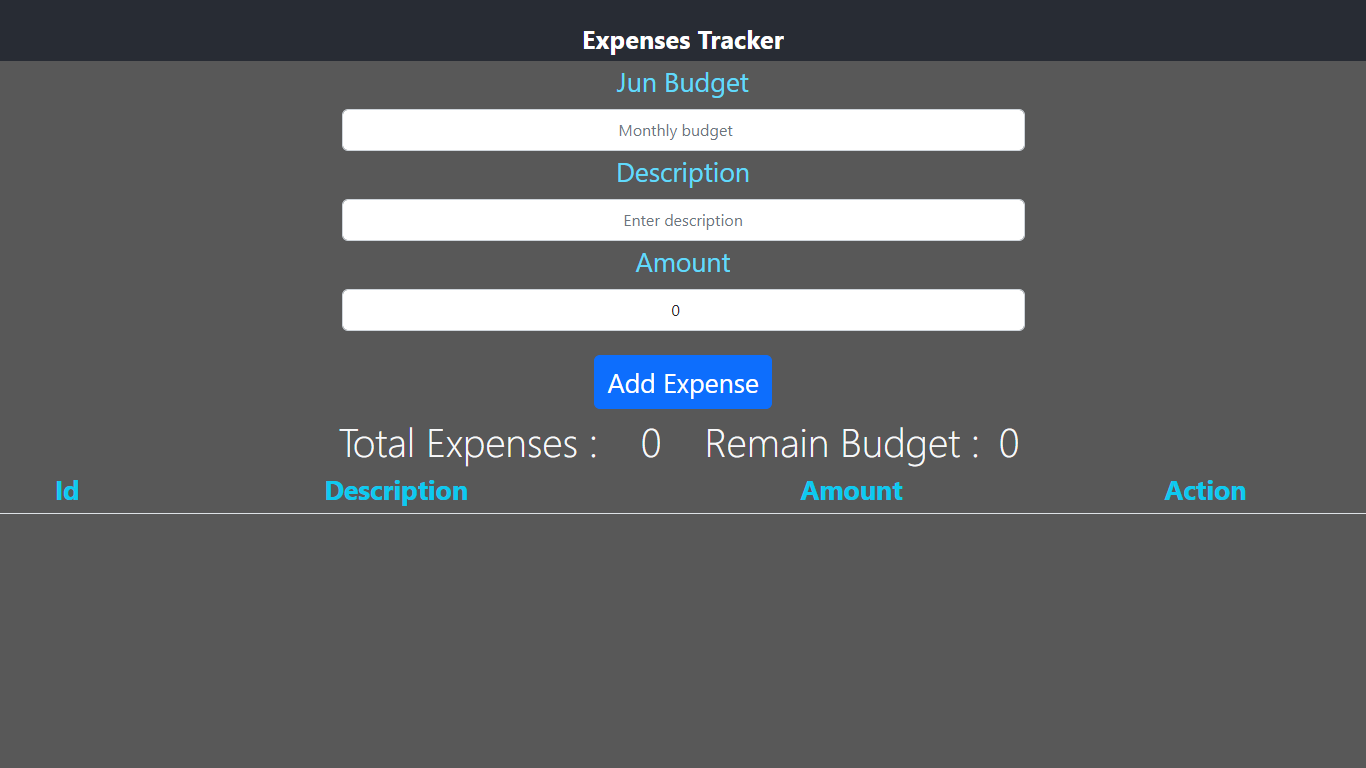 Expenses Tracker
Jun Budget
Monthly budget
Description
Enter description
Amount
0
Add Expense
Total Expenses : 0 Remain Budget : 0
Id Description Amount Action